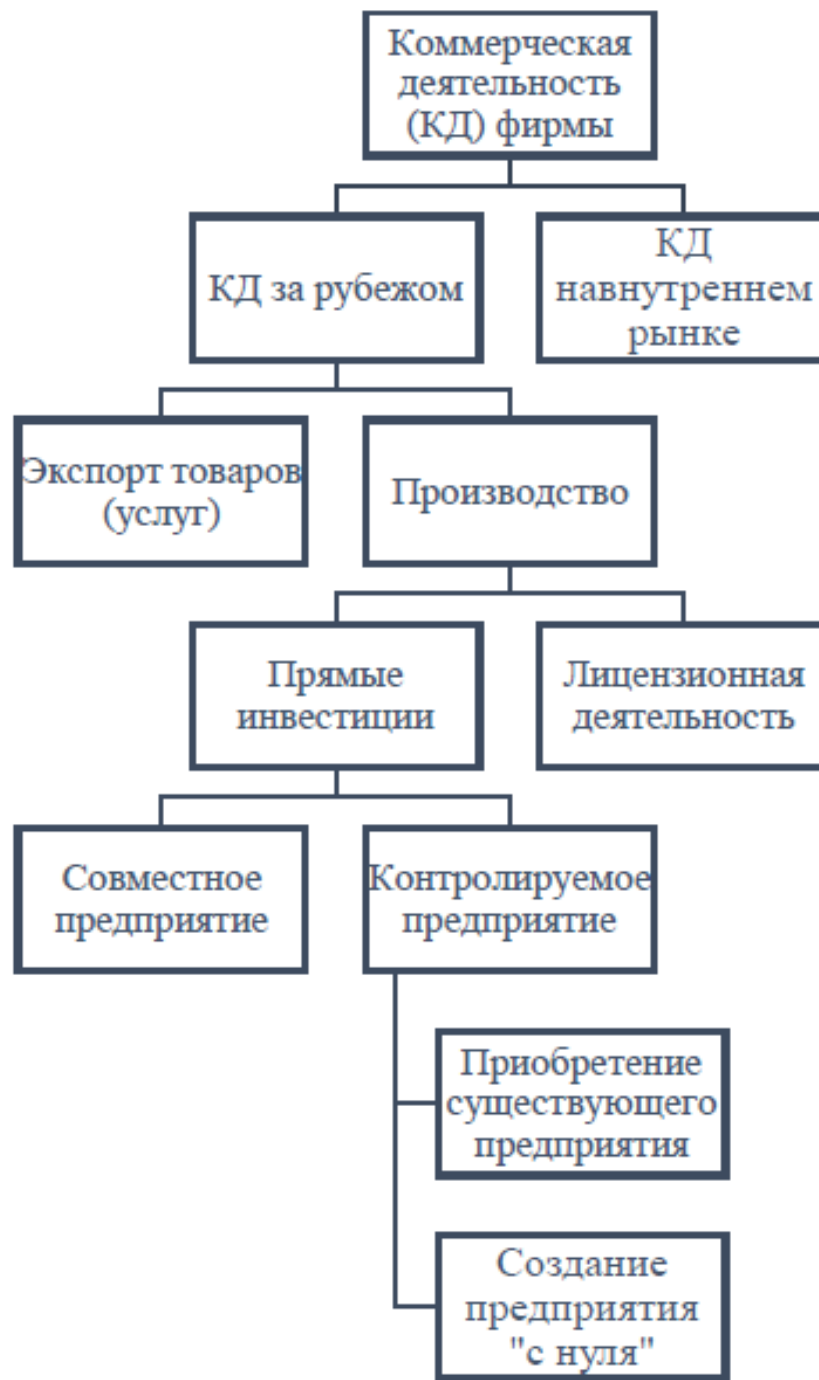 Коммерческая
деятельность
(КД) фирмы
КД за рубежом
КД
навнутреннем
рынке
Экспорт товаров
(услуг)
Производство
Прямые
инвестиции
Лицензионная
деятельность
Совместное
предприятие
Контролируемое
предприятие
Приобретение
существующего
предприятия
Создание
предприятия
"с нуля"